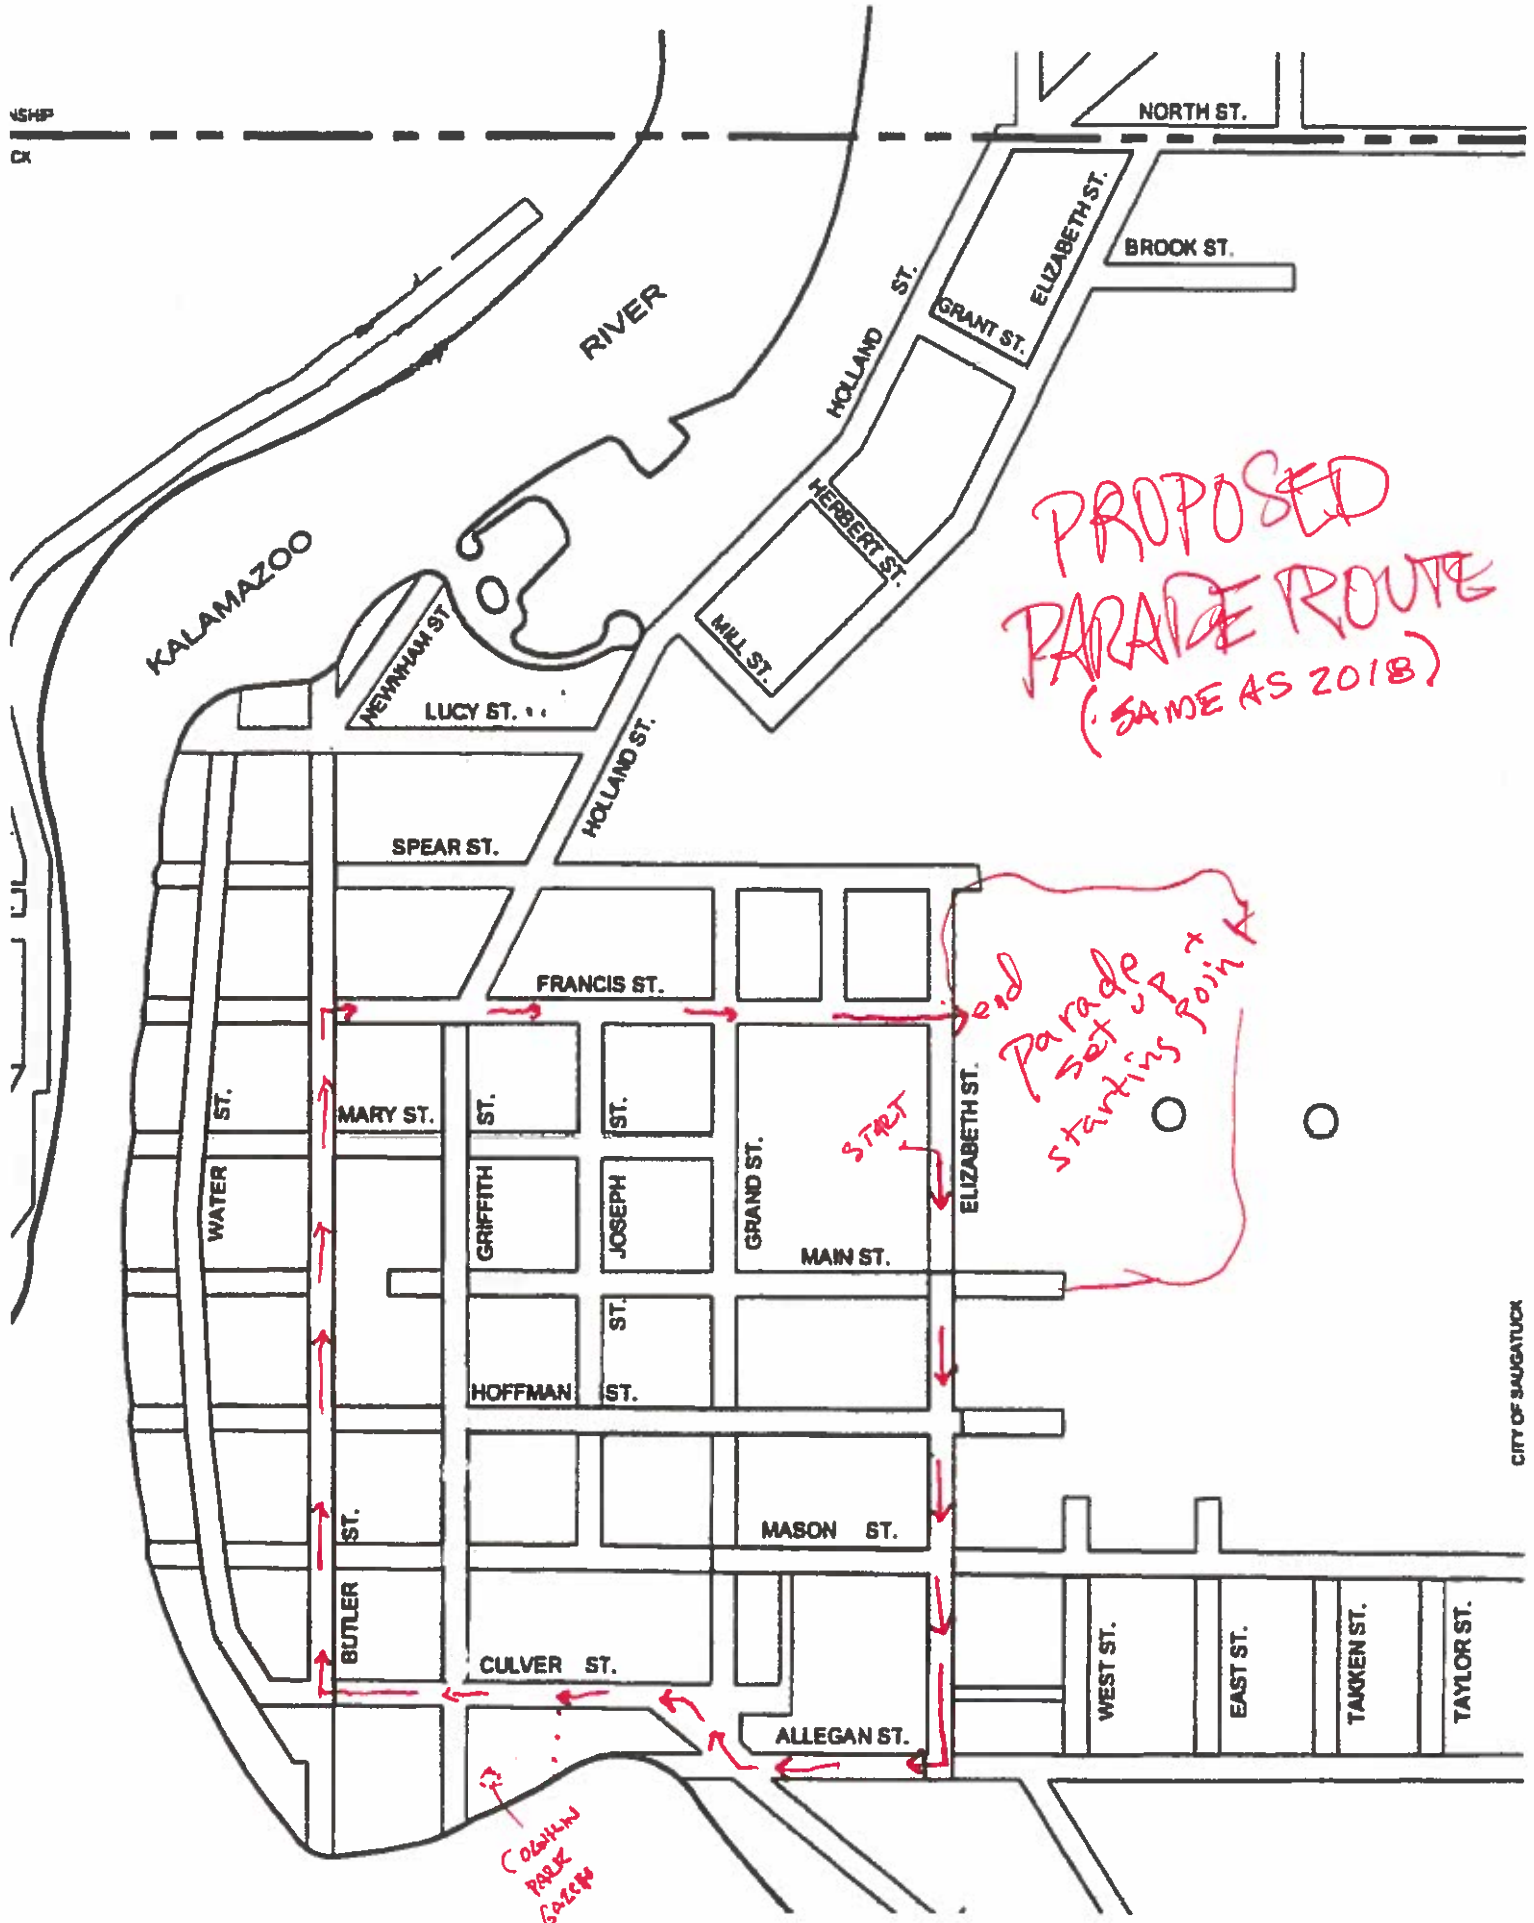 NSHIP
CK
NORTH ST.
ELIZABETH ST.
BROOK ST.
HOLLAND ST.
GRANT ST.
RIVER
KALAMAZOO
HERBERT ST.
MILL ST.
PROPOSED
PARADE ROUTE
(SAME AS 2018)
NEWNHAM ST
LUCY ST.
HOLLAND ST.
SPEAR ST.
FRANCIS ST.
end
Parade
set up
starting point
START
ELIZABETH ST.
WATER ST.
MARY ST.
GRIFFITH ST.
JOSEPH ST.
GRAND ST.
MAIN ST.
ST.
HOFFMAN ST.
CITY OF SAUGATUCK
MASON ST.
BUTLER ST.
CULVER ST.
ALLEGAN ST.
WEST ST.
EAST ST.
TAKKEN ST.
TAYLOR ST.
PARK